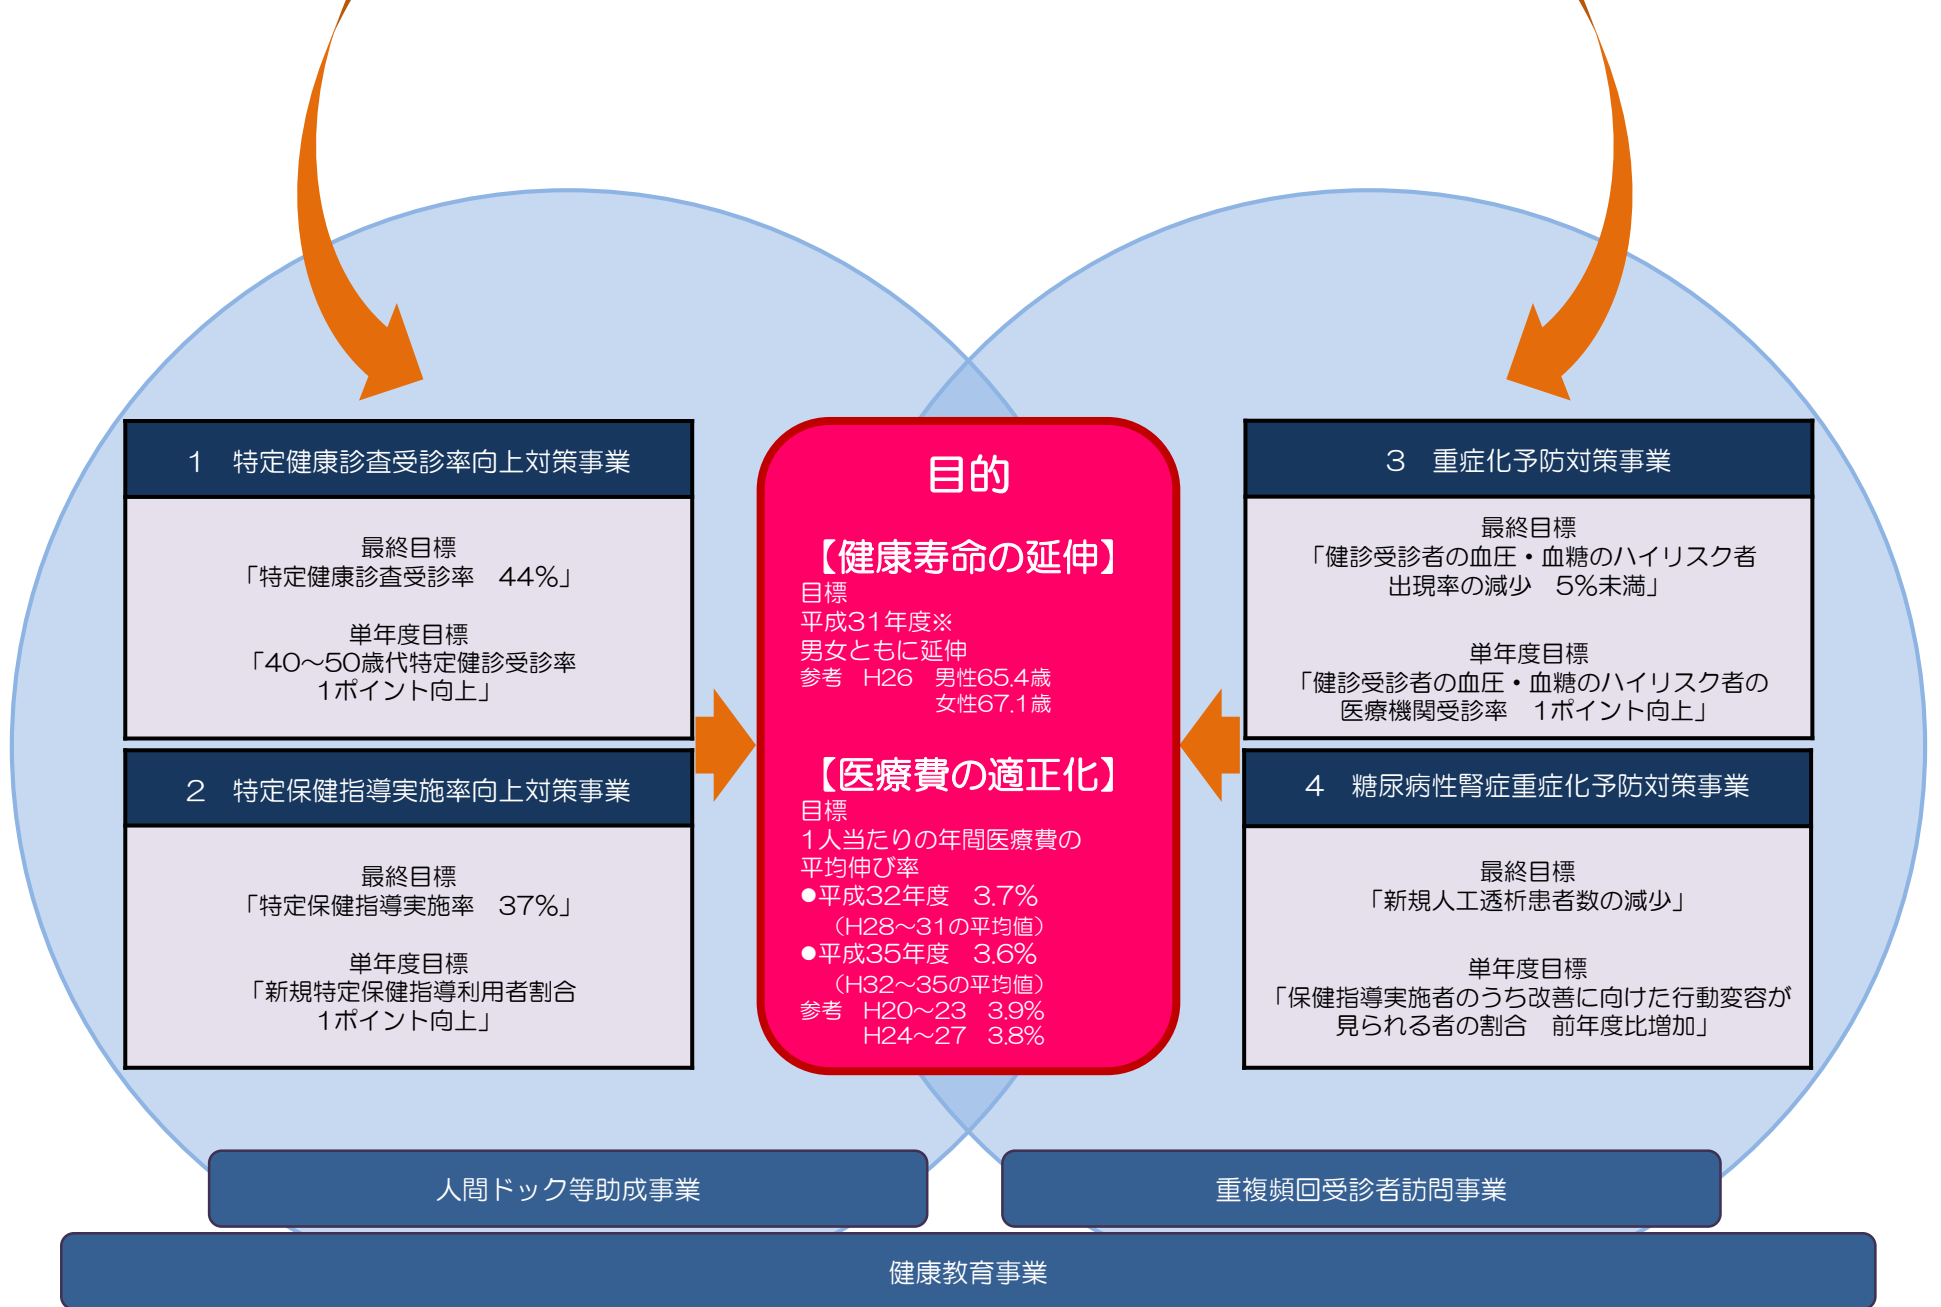 1　特定健康診査受診率向上対策事業
最終目標
「特定健康診査受診率　44%」
単年度目標
「40～50歳代特定健診受診率
1ポイント向上」
2　特定保健指導実施率向上対策事業
最終目標
「特定保健指導実施率　37%」
単年度目標
「新規特定保健指導利用者割合
1ポイント向上」
目的
【健康寿命の延伸】
目標
平成31年度※
男女ともに延伸
参考　H26　男性65.4歳
女性67.1歳
【医療費の適正化】
目標
1人当たりの年間医療費の
平均伸び率
●平成32年度　3.7%
（H28～31の平均値）
●平成35年度　3.6%
（H32～35の平均値）
参考　H20～23　3.9%
H24～27　3.8%
3　重症化予防対策事業
最終目標
「健診受診者の血圧・血糖のハイリスク者
出現率の減少　5%未満」
単年度目標
「健診受診者の血圧・血糖のハイリスク者の
医療機関受診率　1ポイント向上」
4　糖尿病性腎症重症化予防対策事業
最終目標
「新規人工透析患者数の減少」
単年度目標
「保健指導実施者のうち改善に向けた行動変容が
見られる者の割合　前年度比増加」
人間ドック等助成事業
重複頻回受診者訪問事業
健康教育事業